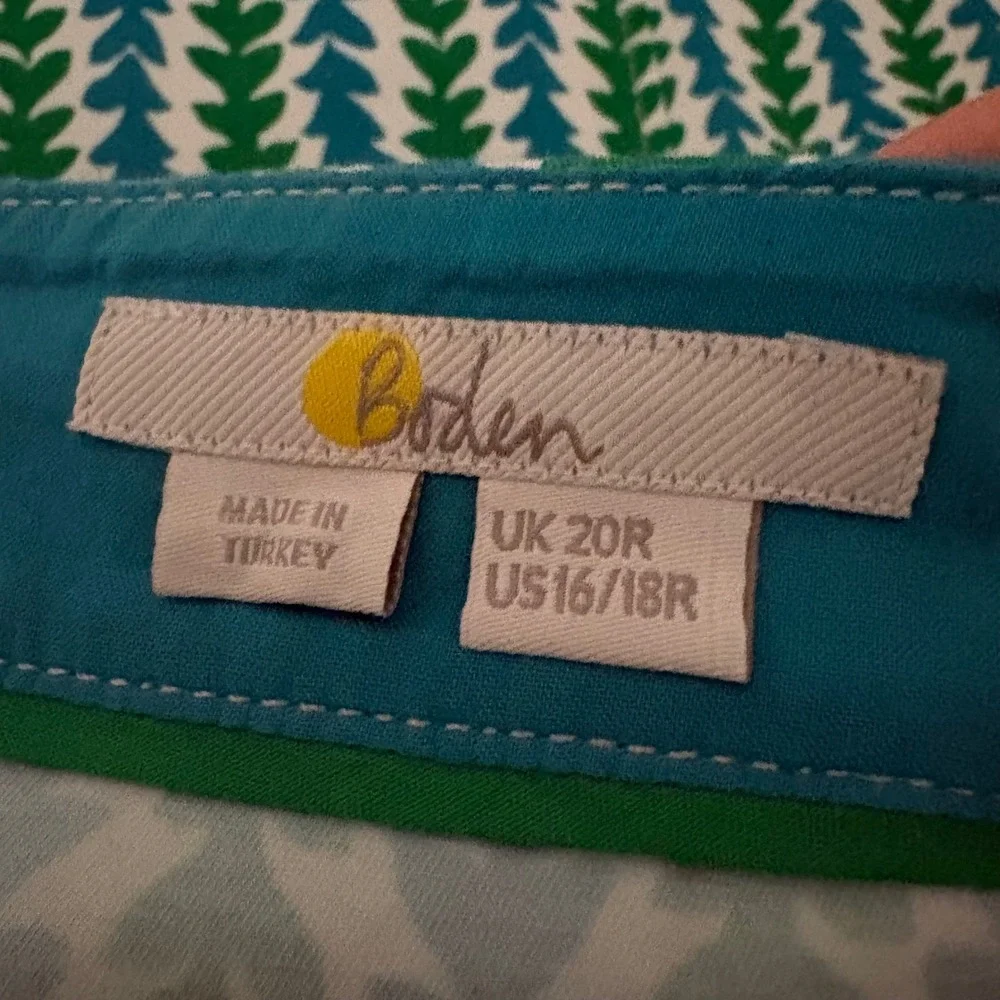 Boden
MADE IN
TURKEY
UK 20R
US16/18R